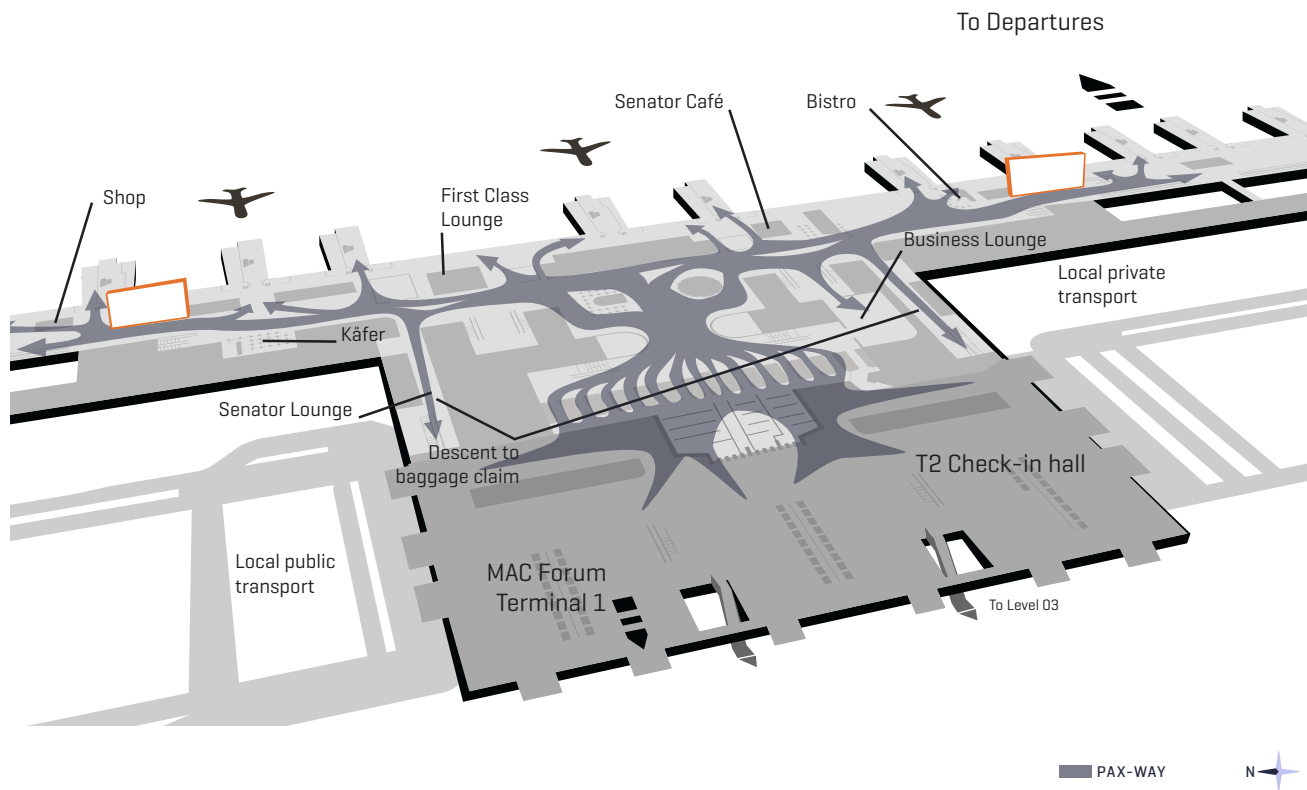 To Departures
Senator Café
Bistro
Shop
First Class
Lounge
Business Lounge
Local private
transport
Käfer
Senator Lounge
Descent to
baggage claim
T2 Check-in hall
Local public
transport
MAC Forum
Terminal 1
To Level 03
PAX-WAY
N